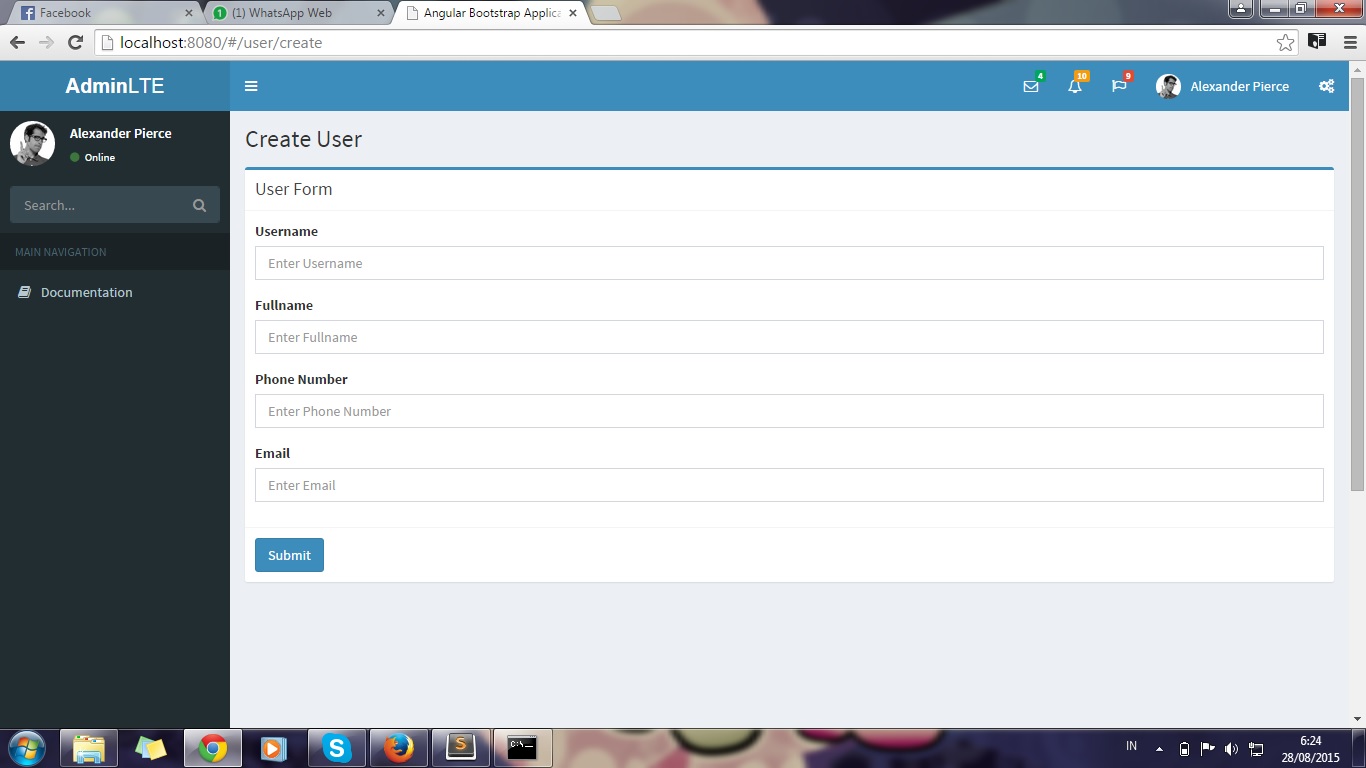 Facebook
(1) WhatsApp Web
Angular Bootstrap Applica
localhost:8080/#/user/create
AdminLTE
4
10
9
Alexander Pierce
Alexander Pierce
Online
Search...
MAIN NAVIGATION
Documentation
Create User
User Form
Username
Enter Username
Fullname
Enter Fullname
Phone Number
Enter Phone Number
Email
Enter Email
Submit
IN
6:24
28/08/2015